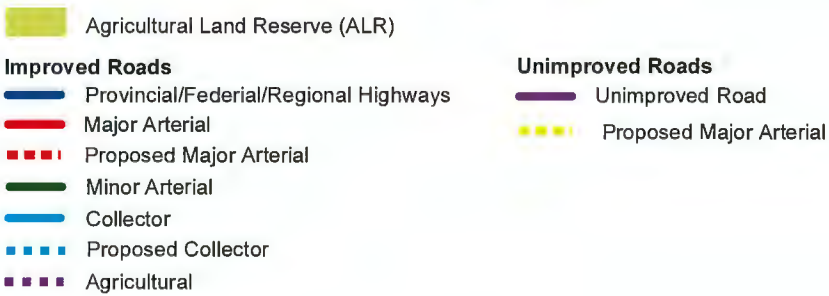 Agricultural Land Reserve (ALR)
Improved Roads
Provincial/Federial/Regional Highways
Major Arterial
Proposed Major Arterial
Minor Arterial
Collector
Proposed Collector
Agricultural
Unimproved Roads
Unimproved Road
Proposed Major Arterial